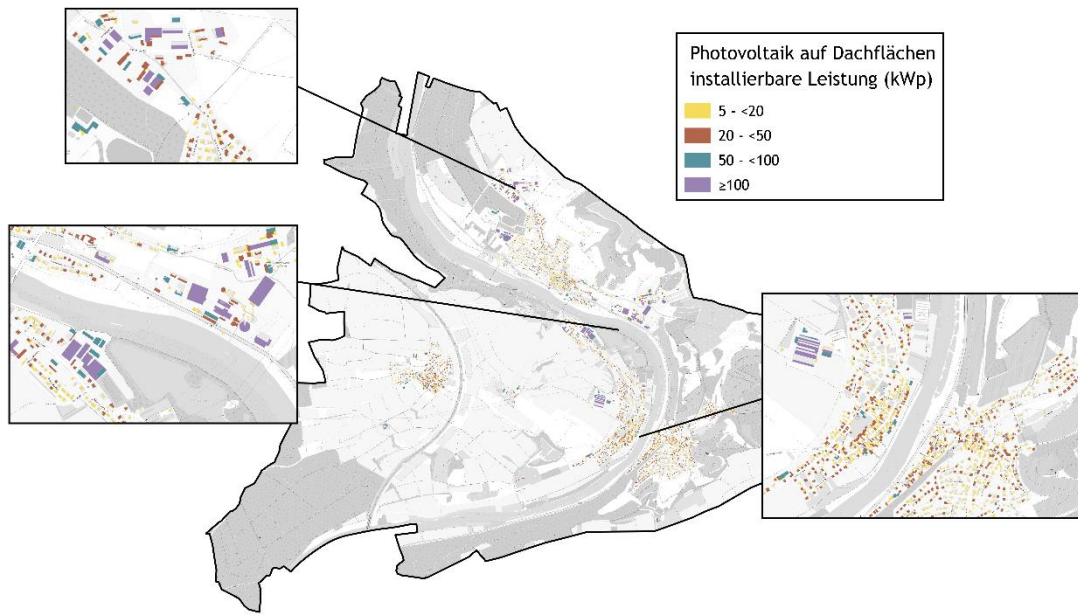 Photovoltaik auf Dachflächen
installierbare Leistung (kWp)
5 - <20
20 - <50
50 - <100
≥100